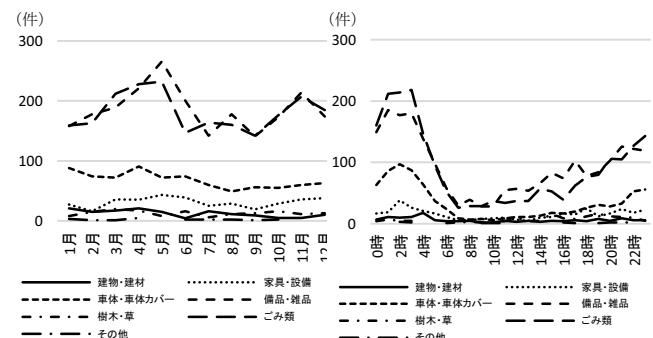 (件)
300
200
100
0
1月 2月 3月 4月 5月 6月 7月 8月 9月 10月 11月 12月
建物・建材 家具・設備
車体・車体カバー 備品・雑品
樹木・草 ごみ類
その他
(件)
300
200
100
0
0時 2時 4時 6時 8時 10時 12時 14時 16時 18時 20時 22時
建物・建材 家具・設備
車体・車体カバー 備品・雑品
樹木・草 ごみ類
その他